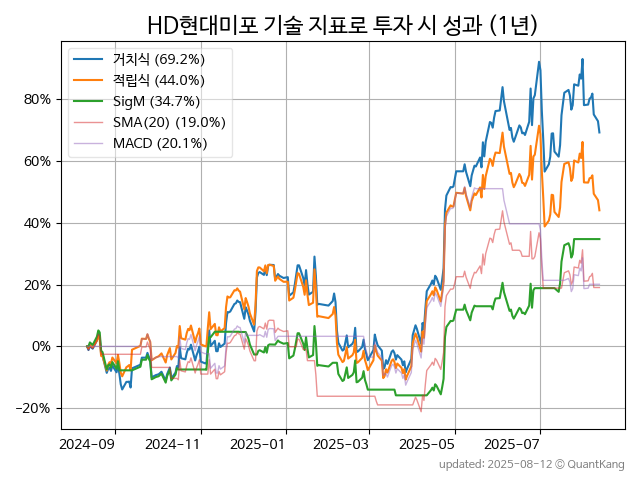 HD현대미포 기술 지표로 투자 시 성과 (1년)
거치식 (69.2%)
적립식 (44.0%)
SigM (34.7%)
SMA(20) (19.0%)
MACD (20.1%)
80%
60%
40%
20%
0%
−20%
2024-09 2024-11 2025-01 2025-03 2025-05 2025-07
updated: 2025-08-12 © QuantKang